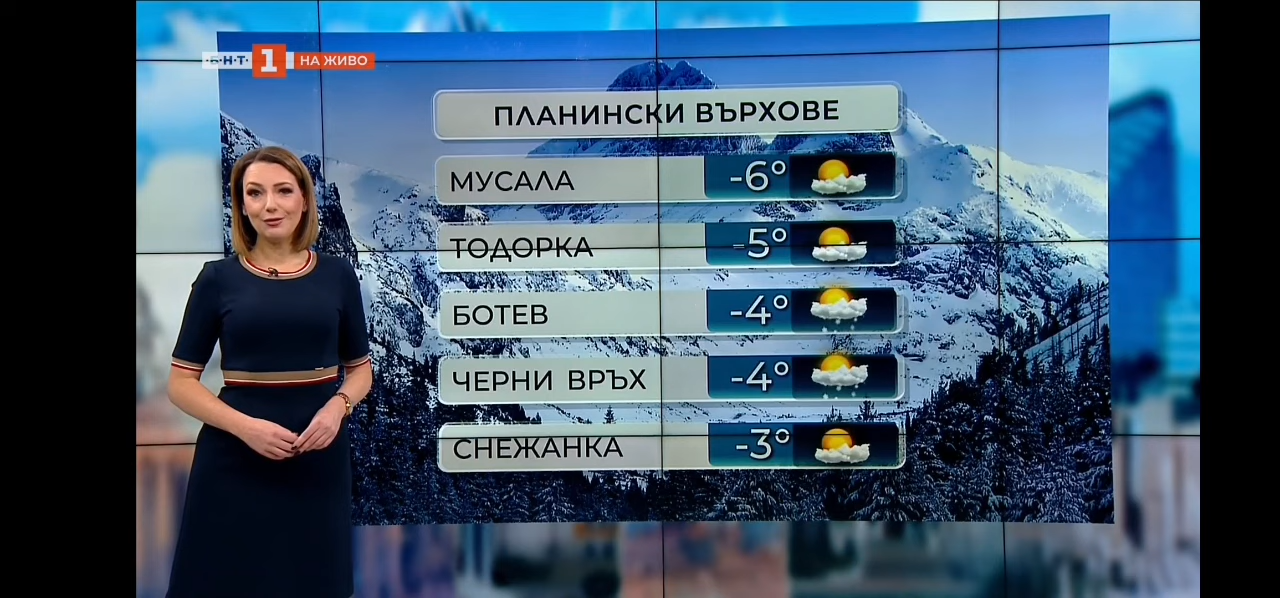 БНТ 1 НА ЖИВО
ПЛАНИНСКИ ВЪРХОВЕ
МУСАЛА -6°
ТОДОРКА -5°
БОТЕВ -4°
ЧЕРНИ ВРЪХ -4°
СНЕЖАНКА -3°